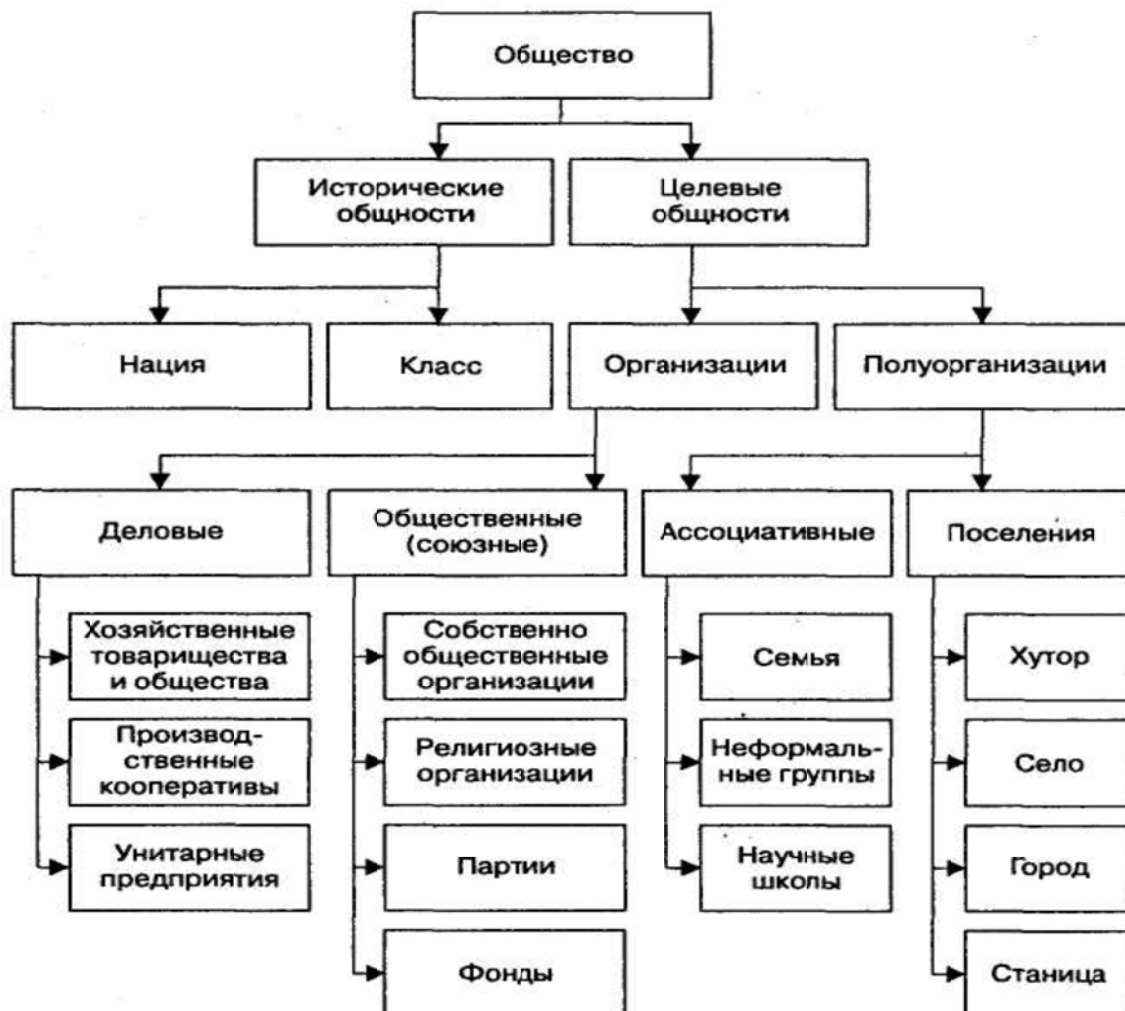 Общество
Исторические
общности
Целевые
общности
Нация
Класс
Организации
Полуорганизации
Деловые
Общественные
(союзные)
Ассоциативные
Поселения
Хозяйственные
товарищества
и общества
Производ-
ственные
кооперативы
Унитарные
предприятия
Собственно
общественные
организации
Религиозные
организации
Партии
Фонды
Семья
Неформаль-
ные группы
Научные
школы
Хутор
Село
Город
Станица